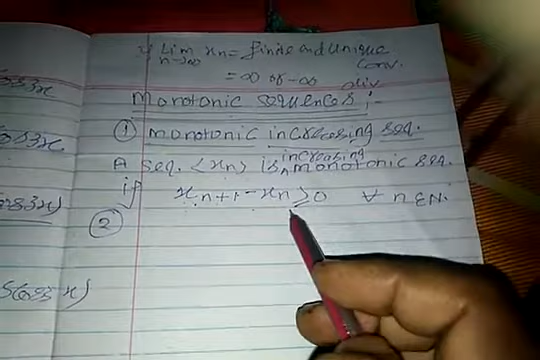 if Lim xn = finite and unique conv.
n→∞
= ∞ or -∞ div.
Monotonic sequences :-
① monotonic increasing seq.
A seq. <xn> is monotonic seq.
increasing
if xn+1 - xn ≥ 0 ∀ n ∈ N.
②